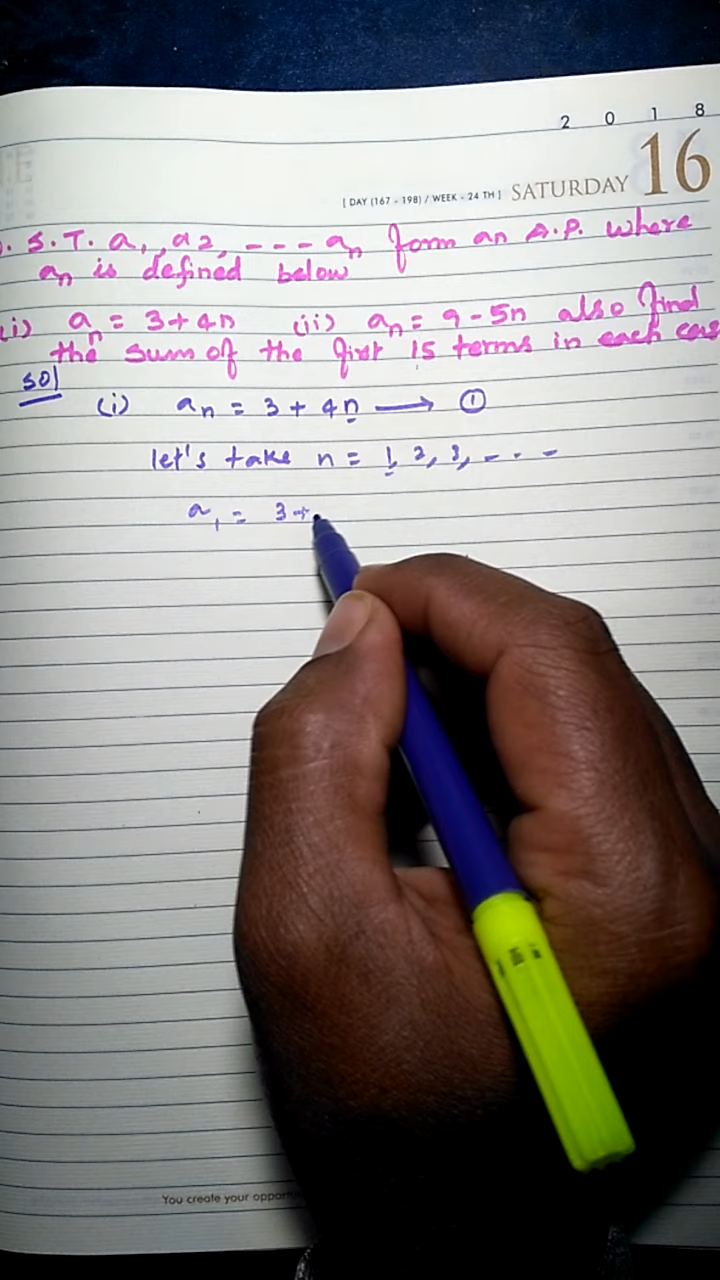 2 0 1 8
[ DAY (167 - 198) / WEEK - 24 TH ] SATURDAY 16
. S.T. a₁, a2, ---- aₙ form an A.P. where
aₙ is defined below
(i) aₙ = 3+4n (ii) aₙ = 9-5n also find
the sum of the first 15 terms in each case
Sol
(i) aₙ = 3 + 4n → ①
let's take n = 1, 2, 3, - - - -
a₁ = 3+
You create your